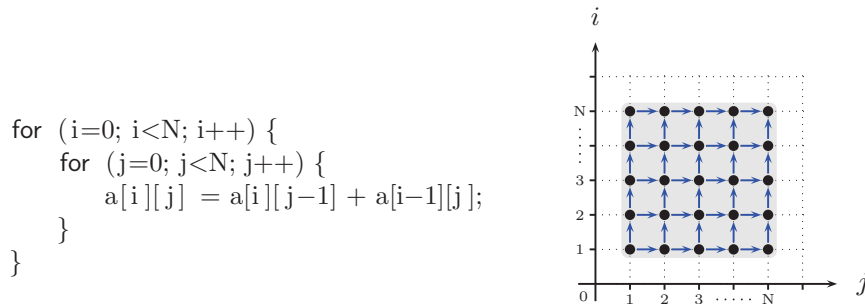 for (i=0; i<N; i++) {
for (j=0; j<N; j++) {
a[i][j] = a[i][j−1] + a[i−1][j];
}
}
i
N
3
2
1
0
1 2 3 ..... N
j